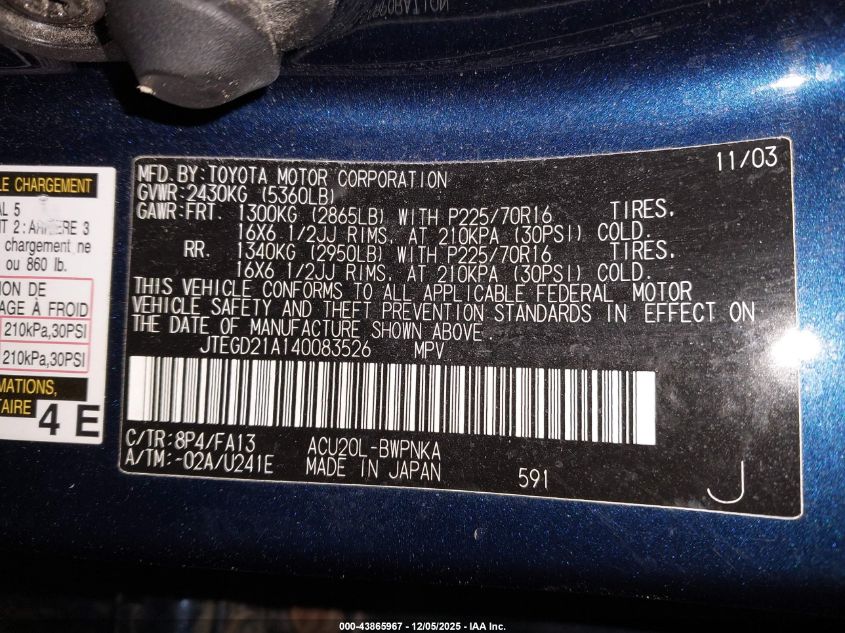 LE CHARGEMENT
AL 5
NT 2: ARRIERE 3
chargement ne
ou 860 lb.
ION DE
AGE À FROID
210kPa,30PSI
210kPa,30PSI
MATIONS,
TAIRE
4 E
11/03
MFD.BY:TOYOTA MOTOR CORPORATION
GVWR:2430KG (5360LB)
GAWR:FRT. 1300KG (2865LB) WITH P225/70R16 TIRES.
16X6 1/2JJ RIMS, AT 210KPA (30PSI) COLD.
RR. 1340KG (2950LB) WITH P225/70R16 TIRES.
16X6 1/2JJ RIMS, AT 210KPA (30PSI) COLD.
THIS VEHICLE CONFORMS TO ALL APPLICABLE FEDERAL MOTOR
VEHICLE SAFETY AND THEFT PREVENTION STANDARDS IN EFFECT ON
THE DATE OF MANUFACTURE SHOWN ABOVE.
JTEGD21A140083526 MPV
C/TR:8P4/FA13 ACU20L-BWPNKA
A/TM:-02A/U241E MADE IN JAPAN 591
J
000-43865967 - 12/05/2025 - IAA Inc.